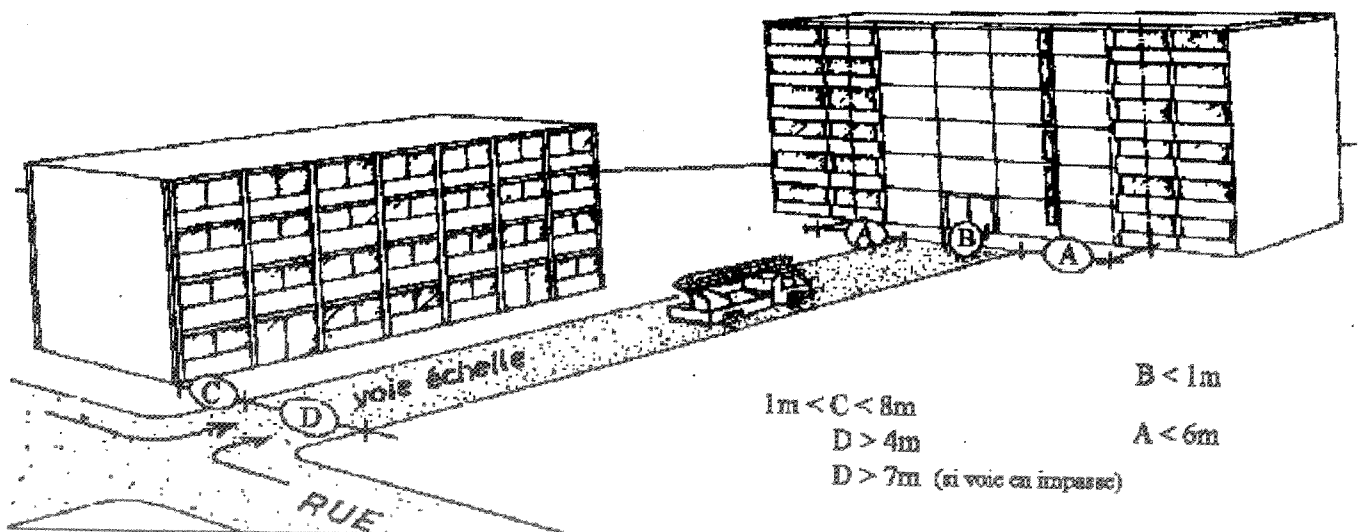 A
B
A
C
D
voie échelle
RUE
B < 1m
1m < C < 8m
D > 4m
A < 6m
D > 7m (si voie en impasse)